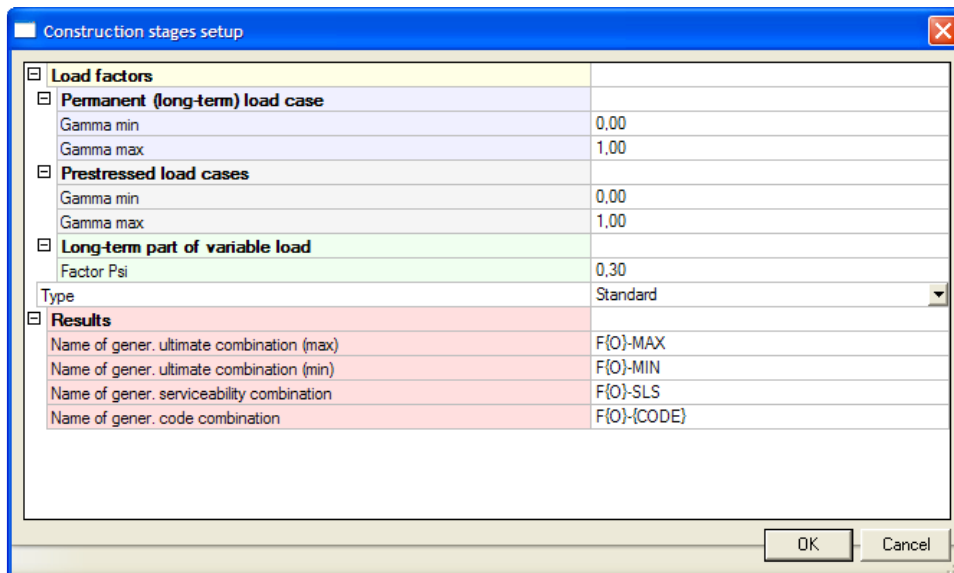 Construction stages setup
Load factors
Permanent (long-term) load case
Gamma min 0,00
Gamma max 1,00
Prestressed load cases
Gamma min 0,00
Gamma max 1,00
Long-term part of variable load
Factor Psi 0,30
Type Standard
Results
Name of gener. ultimate combination (max) F{O}-MAX
Name of gener. ultimate combination (min) F{O}-MIN
Name of gener. serviceability combination F{O}-SLS
Name of gener. code combination F{O}-{CODE}
OK Cancel